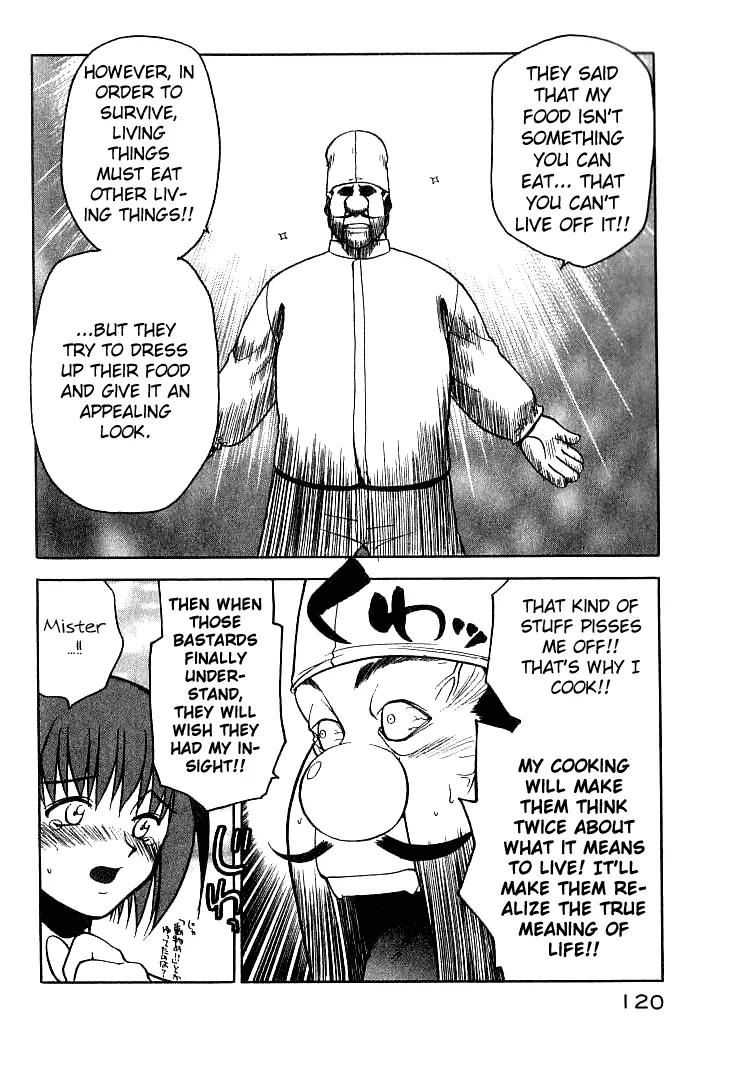 THEY SAID
THAT MY
FOOD ISN'T
SOMETHING
YOU CAN
EAT... THAT
YOU CAN'T
LIVE OFF IT!!
HOWEVER, IN
ORDER TO
SURVIVE,
LIVING
THINGS
MUST EAT
OTHER LIV-
ING THINGS!!
...BUT THEY
TRY TO DRESS
UP THEIR FOOD
AND GIVE IT AN
APPEALING
LOOK.
THAT KIND OF
STUFF PISSES
ME OFF!!
THAT'S WHY I
COOK!!
MY COOKING
WILL MAKE
THEM THINK
TWICE ABOUT
WHAT IT MEANS
TO LIVE! IT'LL
MAKE THEM RE-
ALIZE THE TRUE
MEANING OF
LIFE!!
くわッ
THEN WHEN
THOSE
BASTARDS
FINALLY
UNDER-
STAND,
THEY WILL
WISH THEY
HAD MY IN-
SIGHT!!
Mister
...!!
じゃ
120